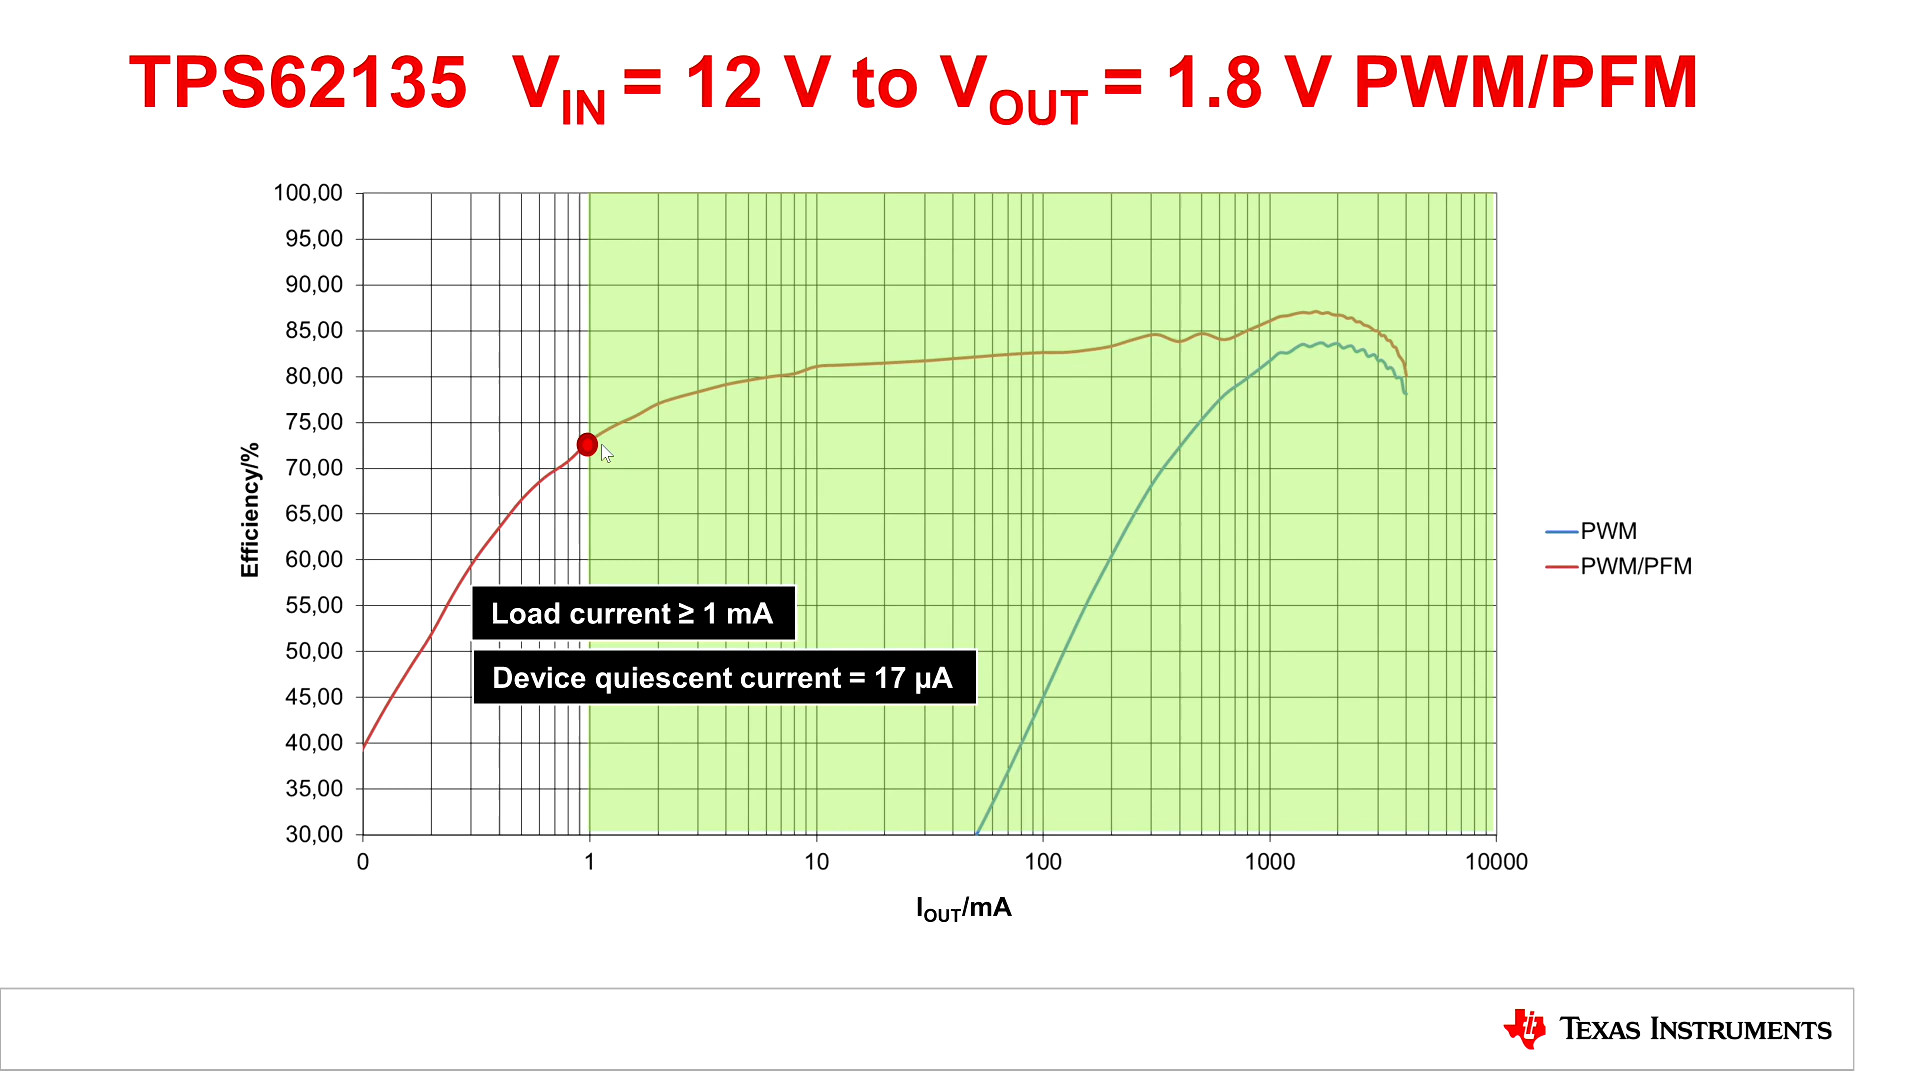 TPS62135 VIN = 12 V to VOUT = 1.8 V PWM/PFM
100,00
95,00
90,00
85,00
80,00
75,00
70,00
65,00
60,00
55,00
50,00
45,00
40,00
35,00
30,00
Efficiency/%
Load current ≥ 1 mA
Device quiescent current = 17 µA
PWM
PWM/PFM
0 1 10 100 1000 10000
IOUT/mA
TEXAS INSTRUMENTS